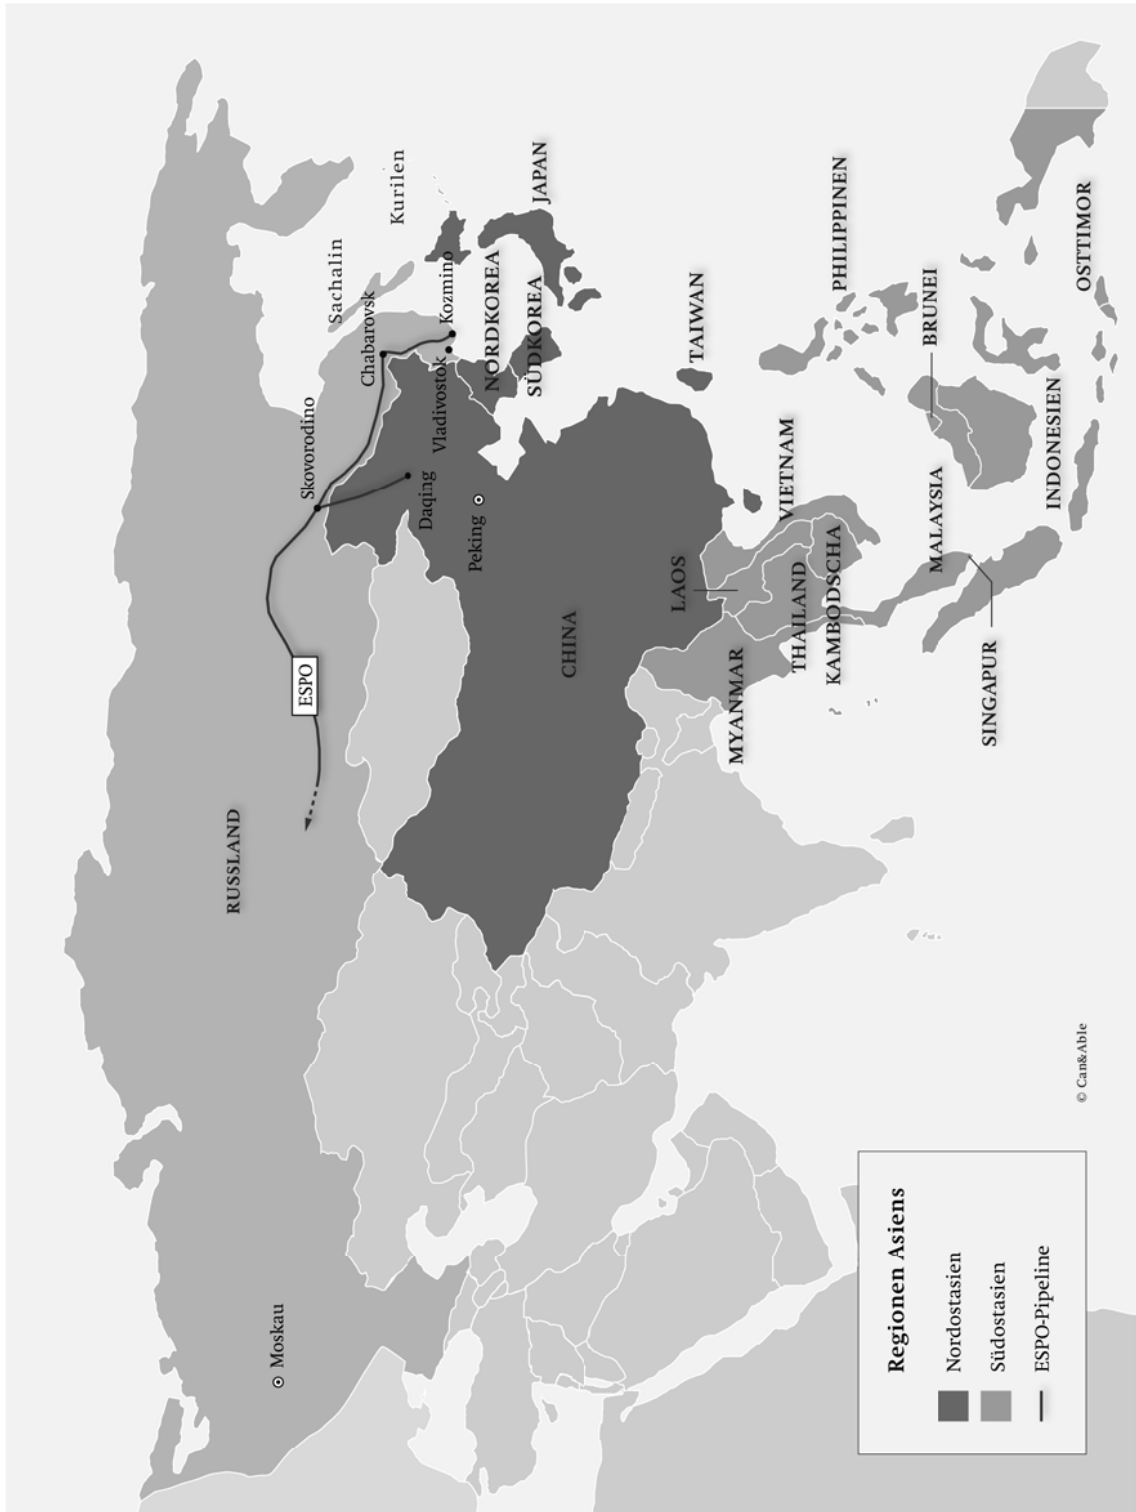 RUSSLAND
Moskau
ESPO
Skovorodino
Sachalin
Kurilen
Chabarovsk
Kozmino
Vladivostok
Daqing
Peking
NORDKOREA
SÜDKOREA
JAPAN
CHINA
TAIWAN
LAOS
VIETNAM
MYANMAR
THAILAND
KAMBODSCHA
PHILIPPINEN
BRUNEI
MALAYSIA
SINGAPUR
INDONESIEN
OSTTIMOR
Regionen Asiens
Nordostasien
Südostasien
ESPO-Pipeline
© Can&Able